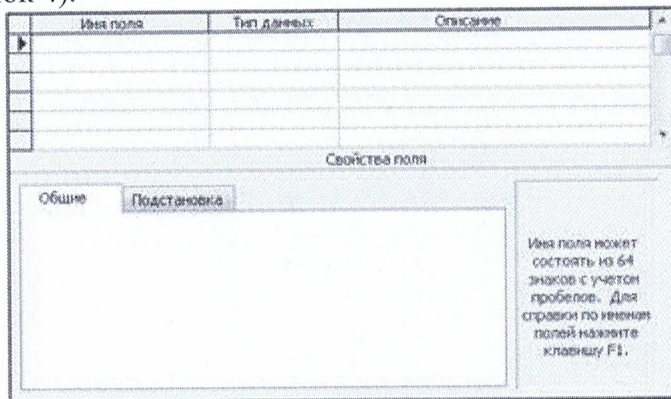 ок 4).
Имя поля Тип данных Описание
Свойства поля
Общие Подстановка
Имя поля может
состоять из 64
знаков с учетом
пробелов. Для
справки по именам
полей нажмите
клавишу F1.